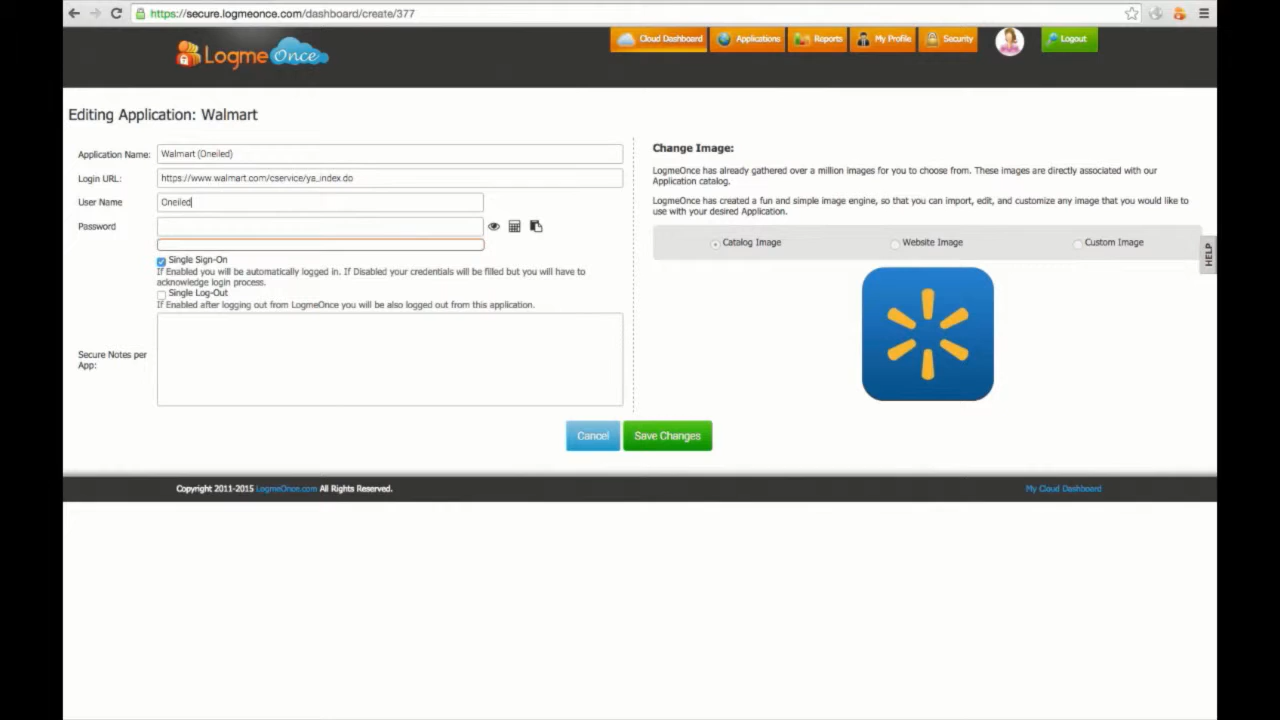 https://secure.logmeonce.com/dashboard/create/377
Logme Once
Cloud Dashboard
Applications
Reports
My Profile
Security
Logout
Editing Application: Walmart
Application Name:
Walmart (Oneiled)
Login URL:
https://www.walmart.com/cservice/ya_index.do
User Name
Oneiled
Password
Single Sign-On
If Enabled you will be automatically logged in. If Disabled your credentials will be filled but you will have to
acknowledge login process.
Single Log-Out
If Enabled after logging out from LogmeOnce you will be also logged out from this application.
Secure Notes per
App:
Change Image:
LogmeOnce has already gathered over a million images for you to choose from. These images are directly associated with our
Application catalog.
LogmeOnce has created a fun and simple image engine, so that you can import, edit, and customize any image that you would like to
use with your desired Application.
Catalog Image
Website Image
Custom Image
HELP
Cancel
Save Changes
Copyright 2011-2015 LogmeOnce.com All Rights Reserved.
My Cloud Dashboard